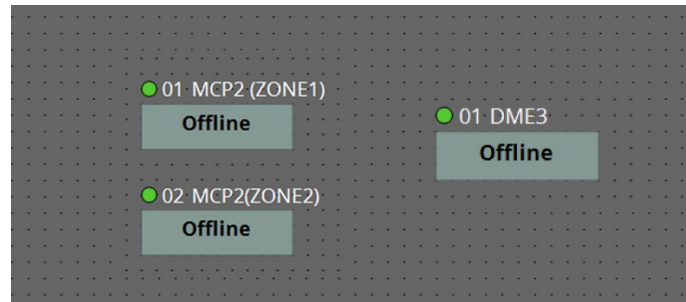 01 MCP2 (ZONE1)
Offline
02 MCP2(ZONE2)
Offline
01 DME3
Offline